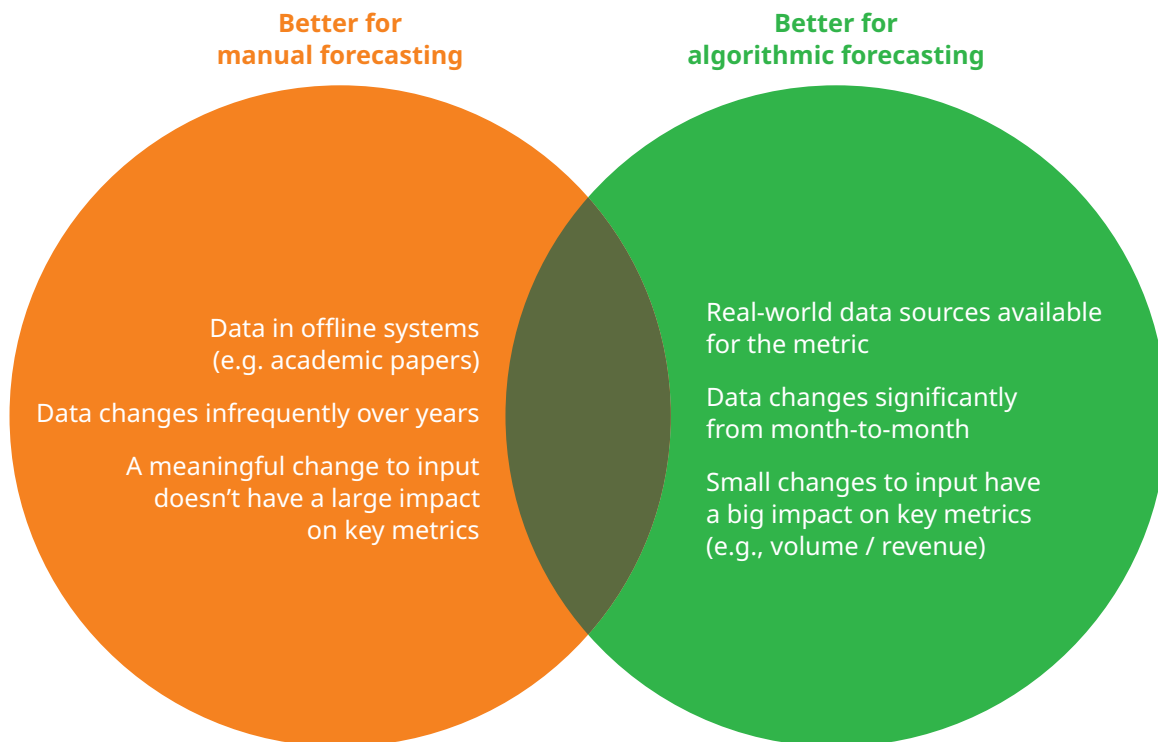 Better for
manual forecasting
Better for
algorithmic forecasting
Data in offline systems
(e.g. academic papers)
Data changes infrequently over years
A meaningful change to input
doesn’t have a large impact
on key metrics
Real-world data sources available
for the metric
Data changes significantly
from month-to-month
Small changes to input have
a big impact on key metrics
(e.g., volume / revenue)